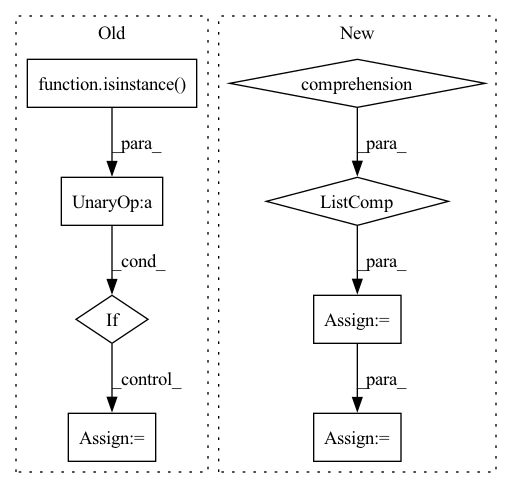 Old
function.isinstance()
_para_
UnaryOp:a
_cond_
If
_control_
Assign:=
New
comprehension
_para_
ListComp
_para_
Assign:=
_para_
Assign:=